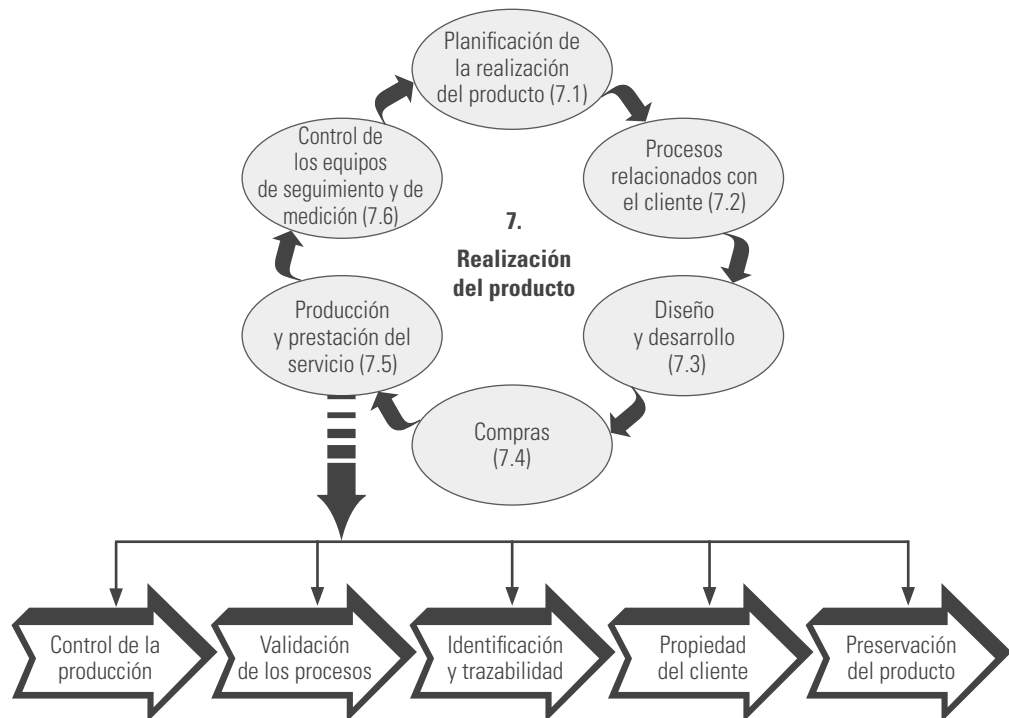 Planificación de
la realización
del producto (7.1)
Procesos
relacionados con
el cliente (7.2)
Diseño
y desarrollo
(7.3)
Compras
(7.4)
Producción
y prestación del
servicio (7.5)
Control de
los equipos
de seguimiento y de
medición (7.6)
7.
Realización
del producto
Control de la
producción
Validación
de los procesos
Identificación
y trazabilidad
Propiedad
del cliente
Preservación
del producto